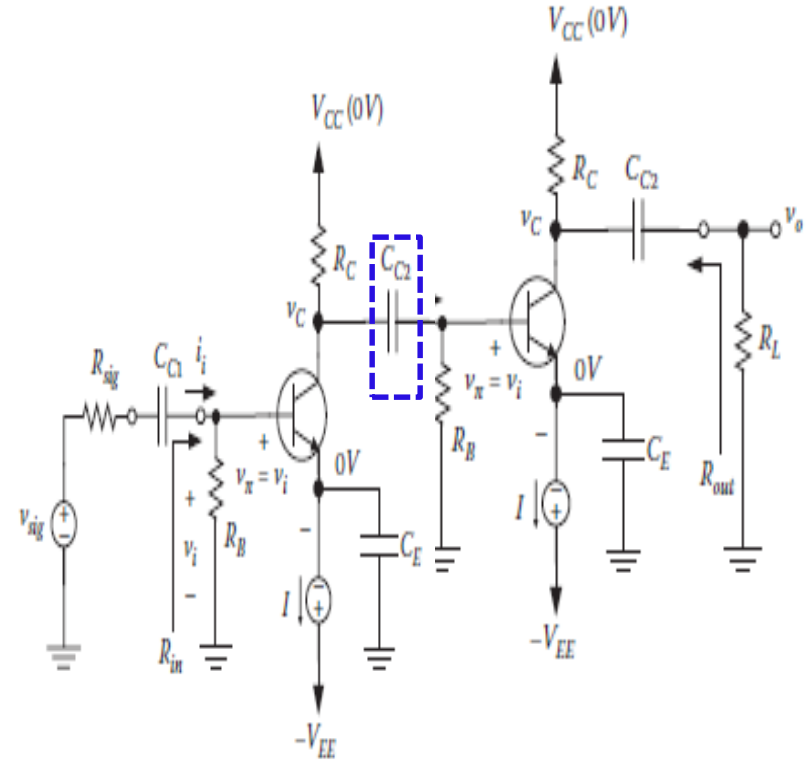 V_CC (0V)
V_CC (0V)
R_C
C_C2
v_C
v_o
R_C
C_C2
v_C
R_L
R_sig
C_C1
i_i
+
0V
v_π = v_i
+
0V
v_π = v_i
R_B
–
C_E
R_out
I
–
+
+
v_sig
+
–
v_i
–
R_B
–
C_E
I
–
+
–V_EE
R_in
–V_EE